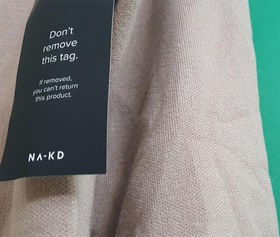 Don't
remove
this tag.
If removed,
you can't return
this product.
NA-KD